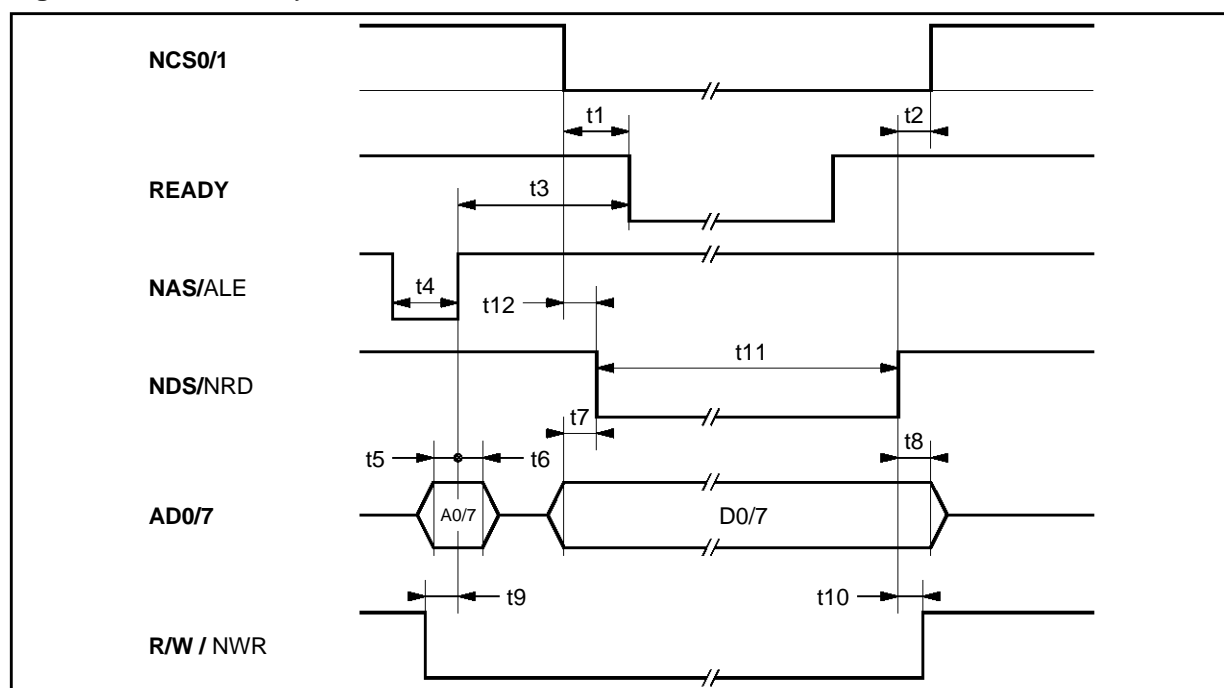 NCS0/1
t1
t2
READY
t3
NAS/ALE
t4
t12
NDS/NRD
t11
t7
t5
t6
t8
AD0/7
A0/7
D0/7
t9
t10
R/W / NWR